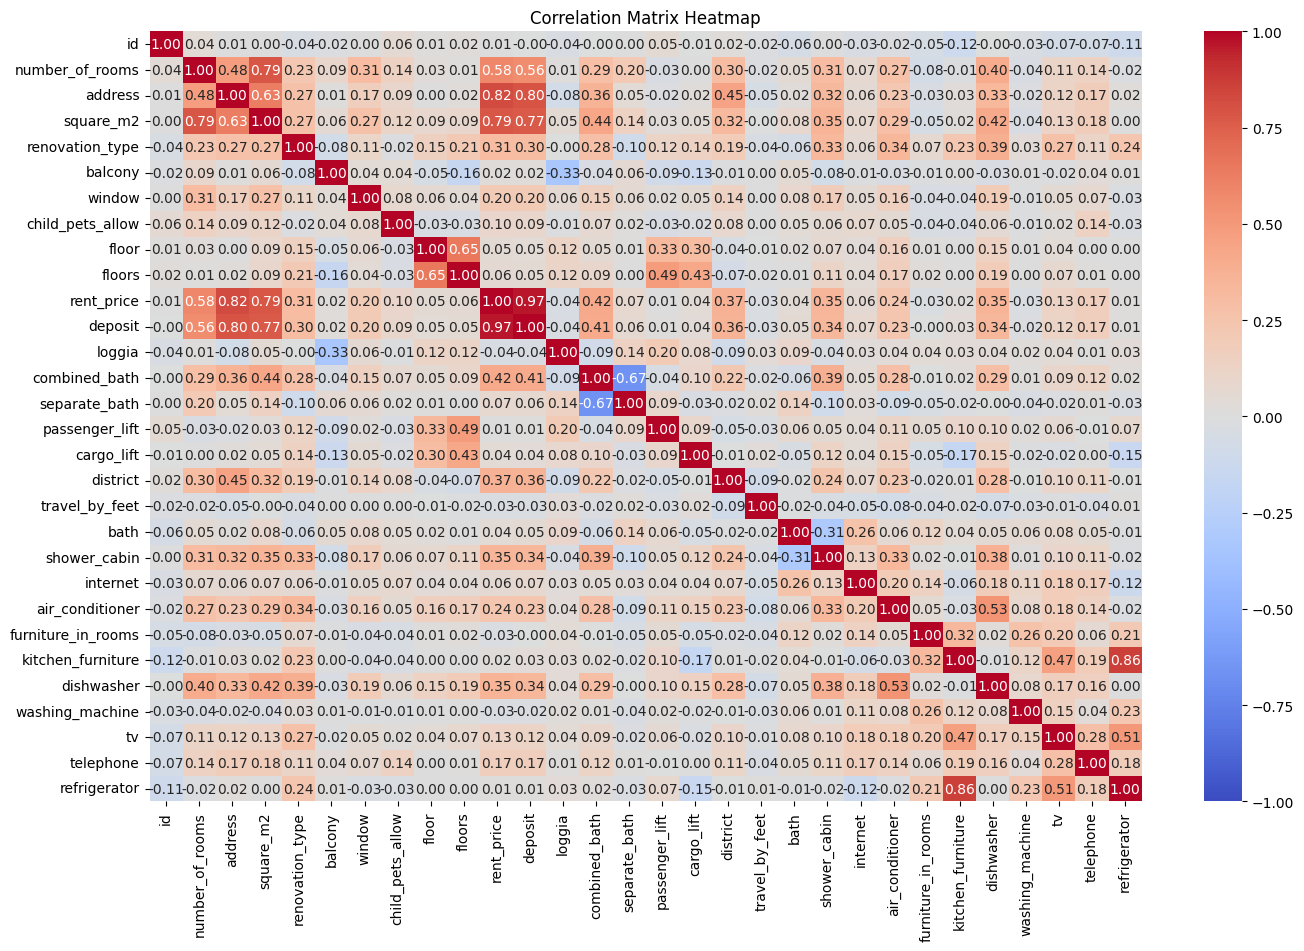 Correlation Matrix Heatmap
id 1.00 0.04 0.01 0.00 -0.04 -0.02 0.00 0.06 0.01 0.02 0.01 -0.00 -0.04 -0.00 0.00 0.05 -0.01 0.02 -0.02 -0.06 0.00 -0.03 -0.02 -0.05 -0.12 -0.00 -0.03 -0.07 -0.07 -0.11
number_of_rooms 0.04 1.00 0.48 0.79 0.23 0.09 0.31 0.14 0.03 0.01 0.58 0.56 0.01 0.29 0.20 -0.03 0.00 0.30 -0.02 0.05 0.31 0.07 0.27 -0.08 -0.01 0.40 -0.04 0.11 0.14 -0.02
address 0.01 0.48 1.00 0.63 0.27 0.01 0.17 0.09 0.00 0.02 0.82 0.80 -0.08 0.36 0.05 -0.02 0.02 0.45 -0.05 0.02 0.32 0.06 0.23 -0.03 0.03 0.33 -0.02 0.12 0.17 0.02
square_m2 0.00 0.79 0.63 1.00 0.27 0.06 0.27 0.12 0.09 0.09 0.79 0.77 0.05 0.44 0.14 0.03 0.05 0.32 -0.00 0.08 0.35 0.07 0.29 -0.05 0.02 0.42 -0.04 0.13 0.18 0.00
renovation_type -0.04 0.23 0.27 0.27 1.00 -0.08 0.11 -0.02 0.15 0.21 0.31 0.30 -0.00 0.28 -0.10 0.12 0.14 0.19 -0.04 -0.06 0.33 0.06 0.34 0.07 0.23 0.39 0.03 0.27 0.11 0.24
balcony -0.02 0.09 0.01 0.06 -0.08 1.00 0.04 0.04 -0.05 -0.16 0.02 0.02 -0.33 -0.04 0.06 -0.09 -0.13 -0.01 0.00 0.05 -0.08 -0.01 -0.03 -0.01 0.00 -0.03 0.01 -0.02 0.04 0.01
window 0.00 0.31 0.17 0.27 0.11 0.04 1.00 0.08 0.06 0.04 0.20 0.20 0.06 0.15 0.06 0.02 0.05 0.14 0.00 0.08 0.17 0.05 0.16 -0.04 -0.04 0.19 -0.01 0.05 0.07 -0.03
child_pets_allow 0.06 0.14 0.09 0.12 -0.02 0.04 0.08 1.00 -0.03 -0.03 0.10 0.09 -0.01 0.07 0.02 -0.03 -0.02 0.08 0.00 0.05 0.06 0.07 0.05 -0.04 -0.04 0.06 -0.01 0.02 0.14 -0.03
floor 0.01 0.03 0.00 0.09 0.15 -0.05 0.06 -0.03 1.00 0.65 0.05 0.05 0.12 0.05 0.01 0.33 0.30 -0.04 -0.01 0.02 0.07 0.04 0.16 0.01 0.00 0.15 -0.01 0.04 0.00 0.00
floors 0.02 0.01 0.02 0.09 0.21 -0.16 0.04 -0.03 0.65 1.00 0.06 0.05 0.12 0.09 0.00 0.49 0.43 -0.07 -0.02 0.01 0.11 0.04 0.17 0.02 0.00 0.19 0.00 0.07 0.01 0.00
rent_price 0.01 0.58 0.82 0.79 0.31 0.02 0.20 0.10 0.05 0.06 1.00 0.97 -0.04 0.42 0.07 0.01 0.04 0.37 -0.03 0.04 0.35 0.06 0.24 -0.03 0.02 0.35 -0.03 0.13 0.17 0.01
deposit -0.00 0.56 0.80 0.77 0.30 0.02 0.20 0.09 0.05 0.05 0.97 1.00 -0.04 0.41 0.06 0.01 0.04 0.36 -0.03 0.05 0.34 0.07 0.23 -0.00 0.03 0.34 -0.02 0.12 0.17 0.01
loggia -0.04 0.01 -0.08 0.05 -0.00 -0.33 0.06 -0.01 0.12 0.12 -0.04 -0.04 1.00 -0.09 0.14 0.20 0.08 -0.09 0.03 0.09 -0.04 0.03 0.04 0.04 0.03 0.04 0.02 0.04 0.01 0.03
combined_bath -0.00 0.29 0.36 0.44 0.28 -0.04 0.15 0.07 0.05 0.09 0.42 0.41 -0.09 1.00 -0.67 -0.04 0.10 0.22 -0.02 -0.06 0.39 0.05 0.28 -0.01 0.02 0.29 -0.01 0.09 0.12 0.02
separate_bath 0.00 0.20 0.05 0.14 -0.10 0.06 0.06 0.02 0.01 0.00 0.07 0.06 0.14 -0.67 1.00 0.09 -0.03 -0.02 0.02 0.14 -0.10 0.03 -0.09 -0.05 -0.02 -0.00 -0.04 -0.02 0.01 -0.03
passenger_lift 0.05 -0.03 -0.02 0.03 0.12 -0.09 0.02 -0.03 0.33 0.49 0.01 0.01 0.20 -0.04 0.09 1.00 0.09 -0.05 -0.03 0.06 0.05 0.04 0.11 0.05 0.10 0.10 0.02 0.06 -0.01 0.07
cargo_lift -0.01 0.00 0.02 0.05 0.14 -0.13 0.05 -0.02 0.30 0.43 0.04 0.04 0.08 0.10 -0.03 0.09 1.00 -0.01 0.02 -0.05 0.12 0.04 0.15 -0.05 -0.17 0.15 -0.02 -0.02 0.00 -0.15
district 0.02 0.30 0.45 0.32 0.19 -0.01 0.14 0.08 -0.04 -0.07 0.37 0.36 -0.09 0.22 -0.02 -0.05 -0.01 1.00 -0.09 -0.02 0.24 0.07 0.23 -0.02 0.01 0.28 -0.01 0.10 0.11 -0.01
travel_by_feet -0.02 -0.02 -0.05 -0.00 -0.04 0.00 0.00 0.00 -0.01 -0.02 -0.03 -0.03 0.03 -0.02 0.02 -0.03 0.02 -0.09 1.00 -0.02 -0.04 -0.05 -0.08 -0.04 -0.02 -0.07 -0.03 -0.01 -0.04 0.01
bath -0.06 0.05 0.02 0.08 -0.06 0.05 0.08 0.05 0.02 0.01 0.04 0.05 0.09 -0.06 0.14 0.06 -0.05 -0.02 -0.02 1.00 -0.31 0.26 0.06 0.12 0.04 0.05 0.06 0.08 0.05 -0.01
shower_cabin 0.00 0.31 0.32 0.35 0.33 -0.08 0.17 0.06 0.07 0.11 0.35 0.34 -0.04 0.39 -0.10 0.05 0.12 0.24 -0.04 -0.31 1.00 0.13 0.33 0.02 -0.01 0.38 0.01 0.10 0.11 -0.02
internet -0.03 0.07 0.06 0.07 0.06 -0.01 0.05 0.07 0.04 0.04 0.06 0.07 0.03 0.05 0.03 0.04 0.04 0.07 -0.05 0.26 0.13 1.00 0.20 0.14 -0.06 0.18 0.11 0.18 0.17 -0.12
air_conditioner -0.02 0.27 0.23 0.29 0.34 -0.03 0.16 0.05 0.16 0.17 0.24 0.23 0.04 0.28 -0.09 0.11 0.15 0.23 -0.08 0.06 0.33 0.20 1.00 0.05 -0.03 0.53 0.08 0.18 0.14 -0.02
furniture_in_rooms -0.05 -0.08 -0.03 -0.05 0.07 -0.01 -0.04 -0.04 0.01 0.02 -0.03 -0.00 0.04 -0.01 -0.05 0.05 -0.05 -0.02 -0.04 0.12 0.02 0.14 0.05 1.00 0.32 0.02 0.26 0.20 0.06 0.21
kitchen_furniture -0.12 -0.01 0.03 0.02 0.23 0.00 -0.04 -0.04 0.00 0.00 0.02 0.03 0.03 0.02 -0.02 0.10 -0.17 0.01 -0.02 0.04 -0.01 -0.06 -0.03 0.32 1.00 -0.01 0.12 0.47 0.19 0.86
dishwasher -0.00 0.40 0.33 0.42 0.39 -0.03 0.19 0.06 0.15 0.19 0.35 0.34 0.04 0.29 -0.00 0.10 0.15 0.28 -0.07 0.05 0.38 0.18 0.53 0.02 -0.01 1.00 0.08 0.17 0.16 0.00
washing_machine -0.03 -0.04 -0.02 -0.04 0.03 0.01 -0.01 -0.01 -0.01 0.00 -0.03 -0.02 0.02 -0.01 -0.04 0.02 -0.02 -0.01 -0.03 0.06 0.01 0.11 0.08 0.26 0.12 0.08 1.00 0.15 0.04 0.23
tv -0.07 0.11 0.12 0.13 0.27 -0.02 0.05 0.02 0.04 0.07 0.13 0.12 0.04 0.09 -0.02 0.06 -0.02 0.10 -0.01 0.08 0.10 0.18 0.18 0.20 0.47 0.17 0.15 1.00 0.28 0.51
telephone -0.07 0.14 0.17 0.18 0.11 0.04 0.07 0.14 0.00 0.01 0.17 0.17 0.01 0.12 0.01 -0.01 0.00 0.11 -0.04 0.05 0.11 0.17 0.14 0.06 0.19 0.16 0.04 0.28 1.00 0.18
refrigerator -0.11 -0.02 0.02 0.00 0.24 0.01 -0.03 -0.03 0.00 0.00 0.01 0.01 0.03 0.02 -0.03 0.07 -0.15 -0.01 0.01 -0.01 -0.02 -0.12 -0.02 0.21 0.86 0.00 0.23 0.51 0.18 1.00
id
number_of_rooms
address
square_m2
renovation_type
balcony
window
child_pets_allow
floor
floors
rent_price
deposit
loggia
combined_bath
separate_bath
passenger_lift
cargo_lift
district
travel_by_feet
bath
shower_cabin
internet
air_conditioner
furniture_in_rooms
kitchen_furniture
dishwasher
washing_machine
tv
telephone
refrigerator
1.00
0.75
0.50
0.25
0.00
-0.25
-0.50
-0.75
-1.00